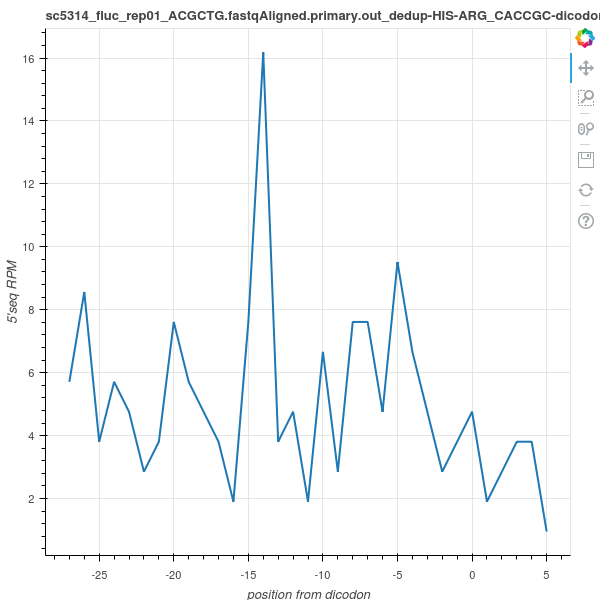 sc5314_fluc_rep01_ACGCTG.fastqAligned.primary.out_dedup-HIS-ARG_CACCGC-dicodon
16
14
12
10
8
6
4
2
5'seq RPM
-25 -20 -15 -10 -5 0 5
position from dicodon